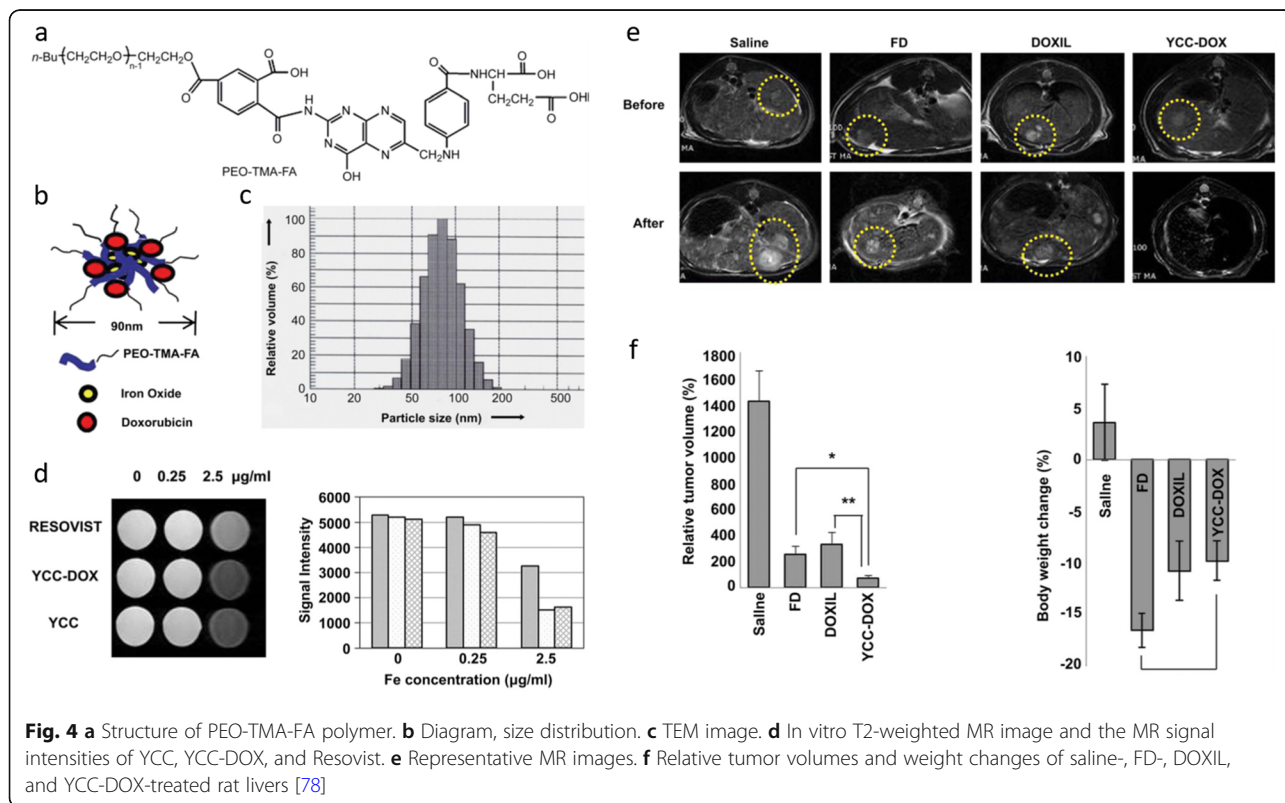 a
n-Bu(CH2CH2O)n-1CH2CH2O
O
O
OH
O
H
N
N
N
N
N
OH
CH2NH
O
NH
O
OH
O
OH
PEO-TMA-FA
b
90nm
PEO-TMA-FA
Iron Oxide
Doxorubicin
c
Relative volume (%)
100
80
60
40
20
0
10 20 50 100 200 500
Particle size (nm)
d
0 0.25 2.5 µg/ml
RESOVIST
YCC-DOX
YCC
Signal Intensity
6000
5000
4000
3000
2000
1000
0
0 0.25 2.5
Fe concentration (µg/ml)
e
Saline FD DOXIL YCC-DOX
Before
After
f
Relative tumor volume (%)
1800
1600
1400
1200
1000
800
600
400
200
0
*
**
Saline
FD
DOXIL
YCC-DOX
Body weight change (%)
10
5
0
-5
-10
-15
-20
Saline
FD
DOXIL
YCC-DOX
Fig. 4 a Structure of PEO-TMA-FA polymer. b Diagram, size distribution. c TEM image. d In vitro T2-weighted MR image and the MR signal
intensities of YCC, YCC-DOX, and Resovist. e Representative MR images. f Relative tumor volumes and weight changes of saline-, FD-, DOXIL,
and YCC-DOX-treated rat livers [78]